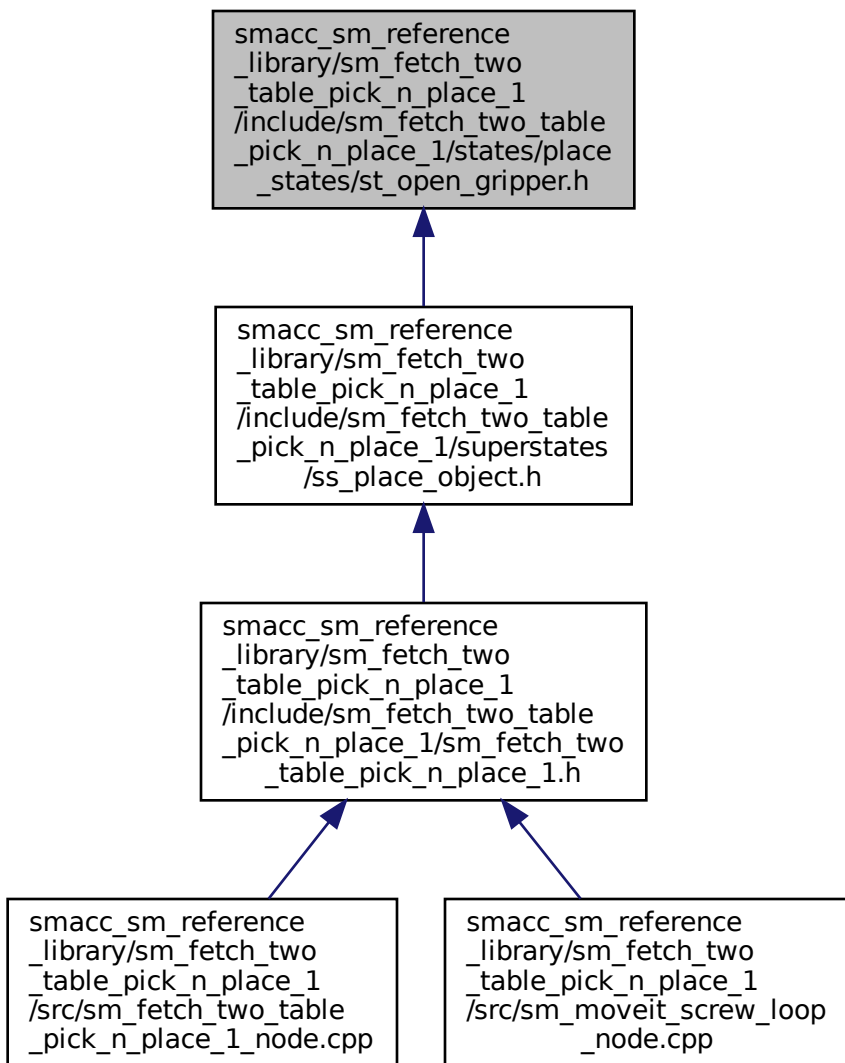 smacc_sm_reference
_library/sm_fetch_two
_table_pick_n_place_1
/include/sm_fetch_two_table
_pick_n_place_1/states/place
_states/st_open_gripper.h
smacc_sm_reference
_library/sm_fetch_two
_table_pick_n_place_1
/include/sm_fetch_two_table
_pick_n_place_1/superstates
/ss_place_object.h
smacc_sm_reference
_library/sm_fetch_two
_table_pick_n_place_1
/include/sm_fetch_two_table
_pick_n_place_1/sm_fetch_two
_table_pick_n_place_1.h
smacc_sm_reference
_library/sm_fetch_two
_table_pick_n_place_1
/src/sm_fetch_two_table
_pick_n_place_1_node.cpp
smacc_sm_reference
_library/sm_fetch_two
_table_pick_n_place_1
/src/sm_moveit_screw_loop
_node.cpp